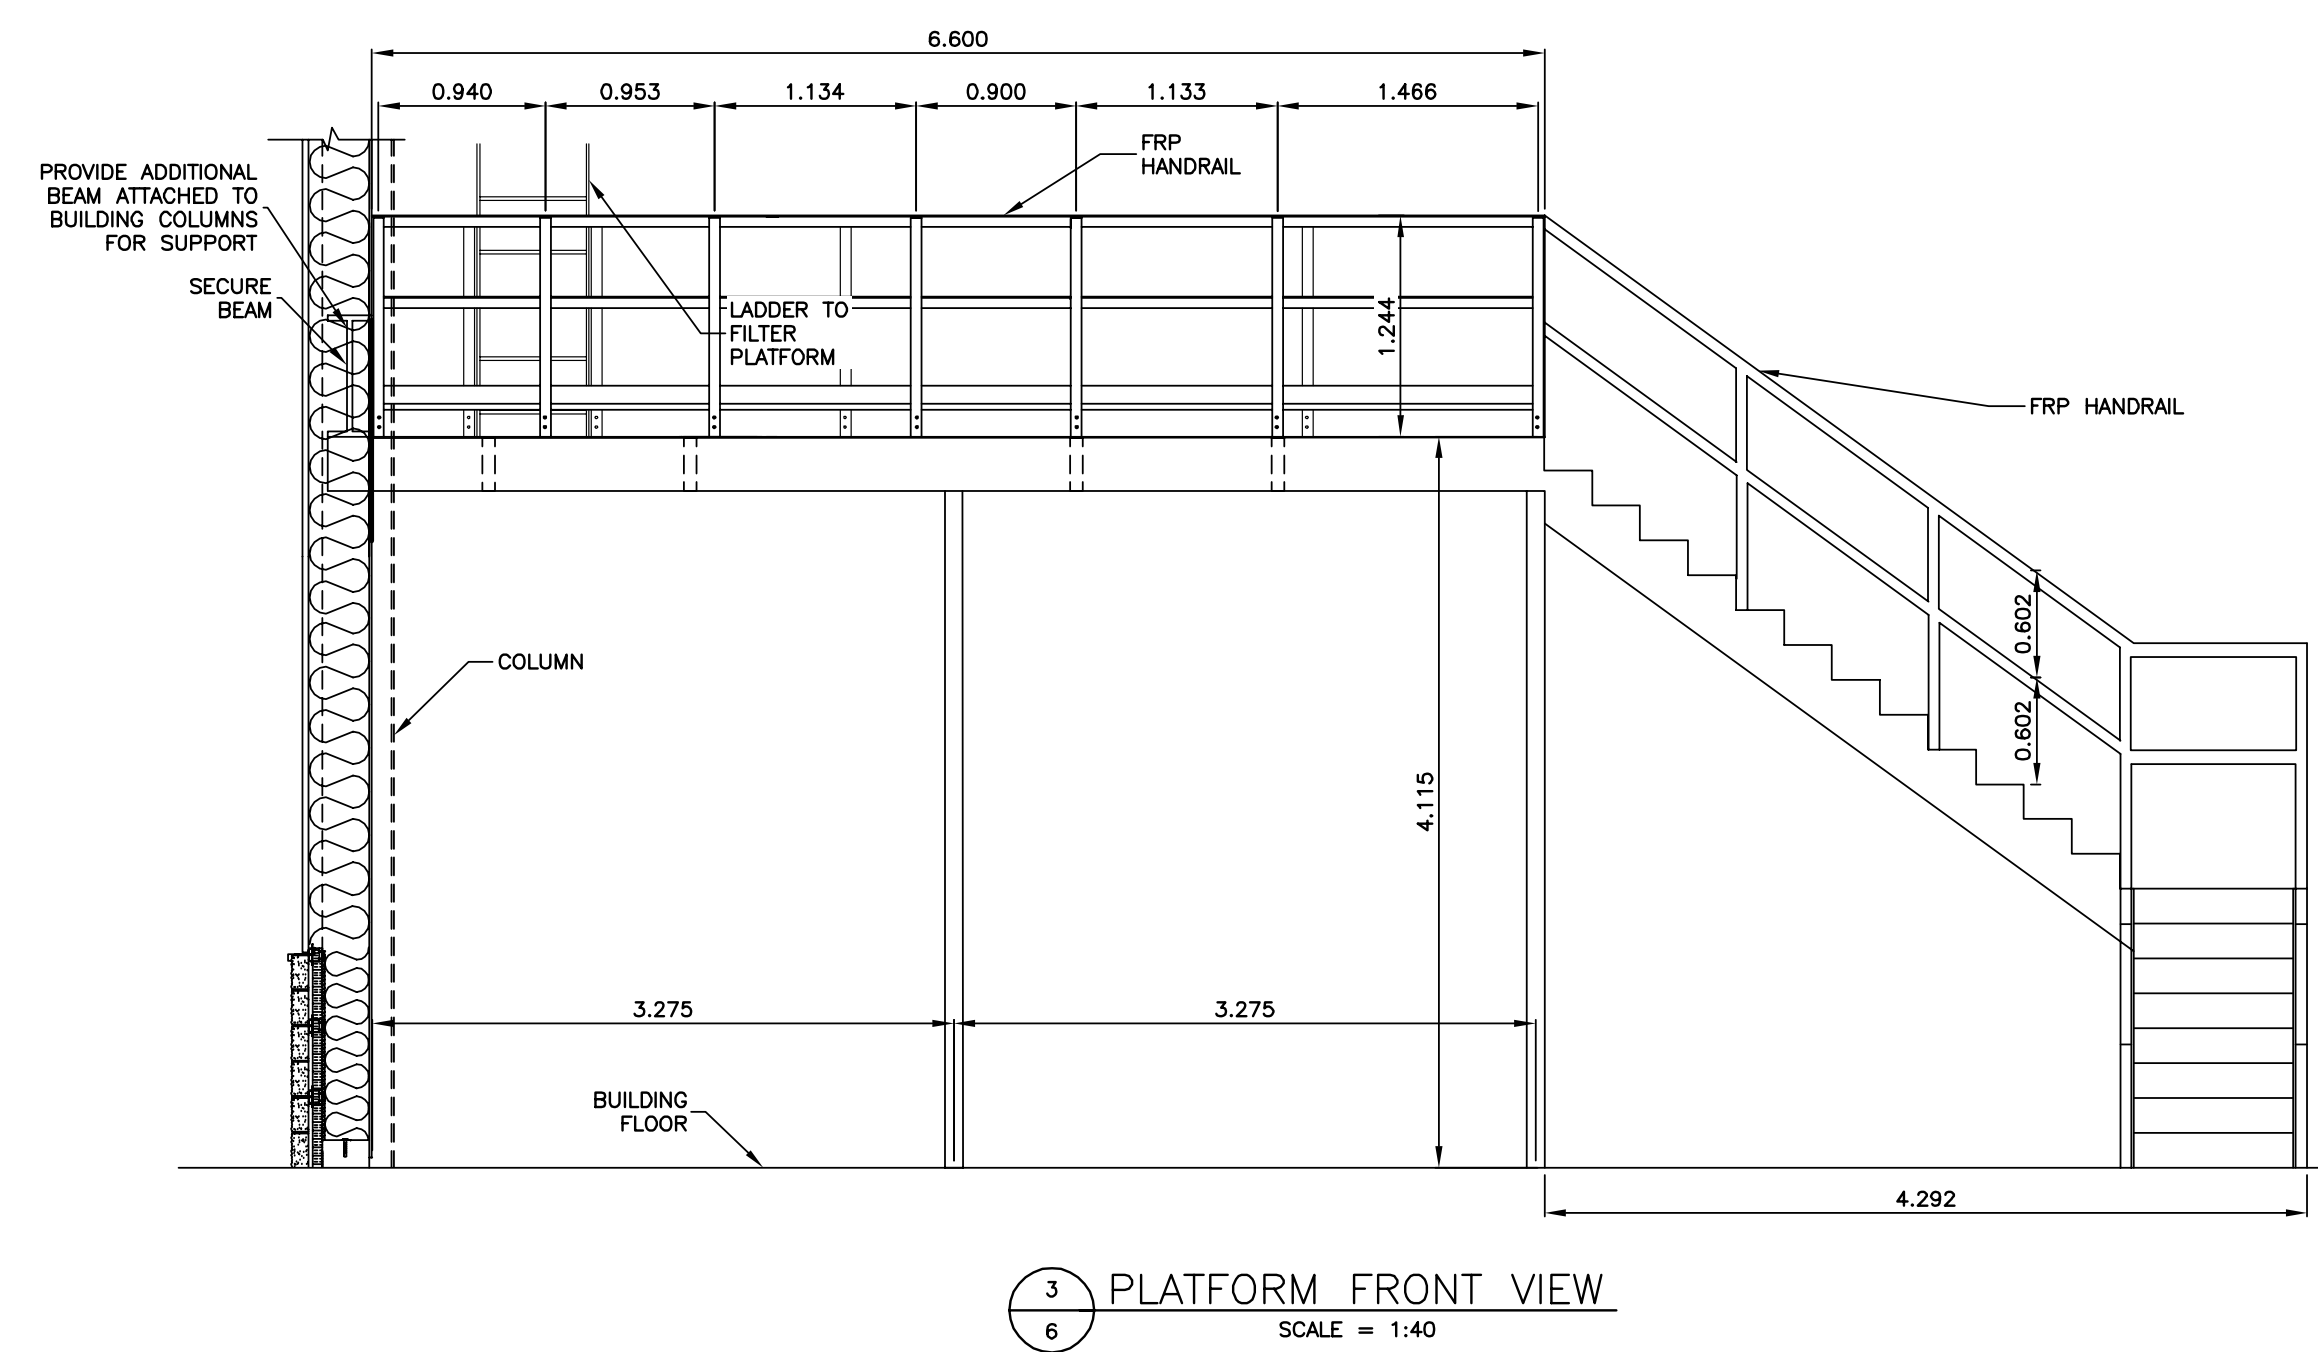 6.600
0.940
0.953
1.134
0.900
1.133
1.466
FRP
HANDRAIL
PROVIDE ADDITIONAL
BEAM ATTACHED TO
BUILDING COLUMNS
FOR SUPPORT
SECURE
BEAM
LADDER TO
FILTER
PLATFORM
1.244
FRP HANDRAIL
0.602
0.602
COLUMN
4.115
3.275
3.275
BUILDING
FLOOR
4.292
3
6
PLATFORM FRONT VIEW
SCALE = 1:40